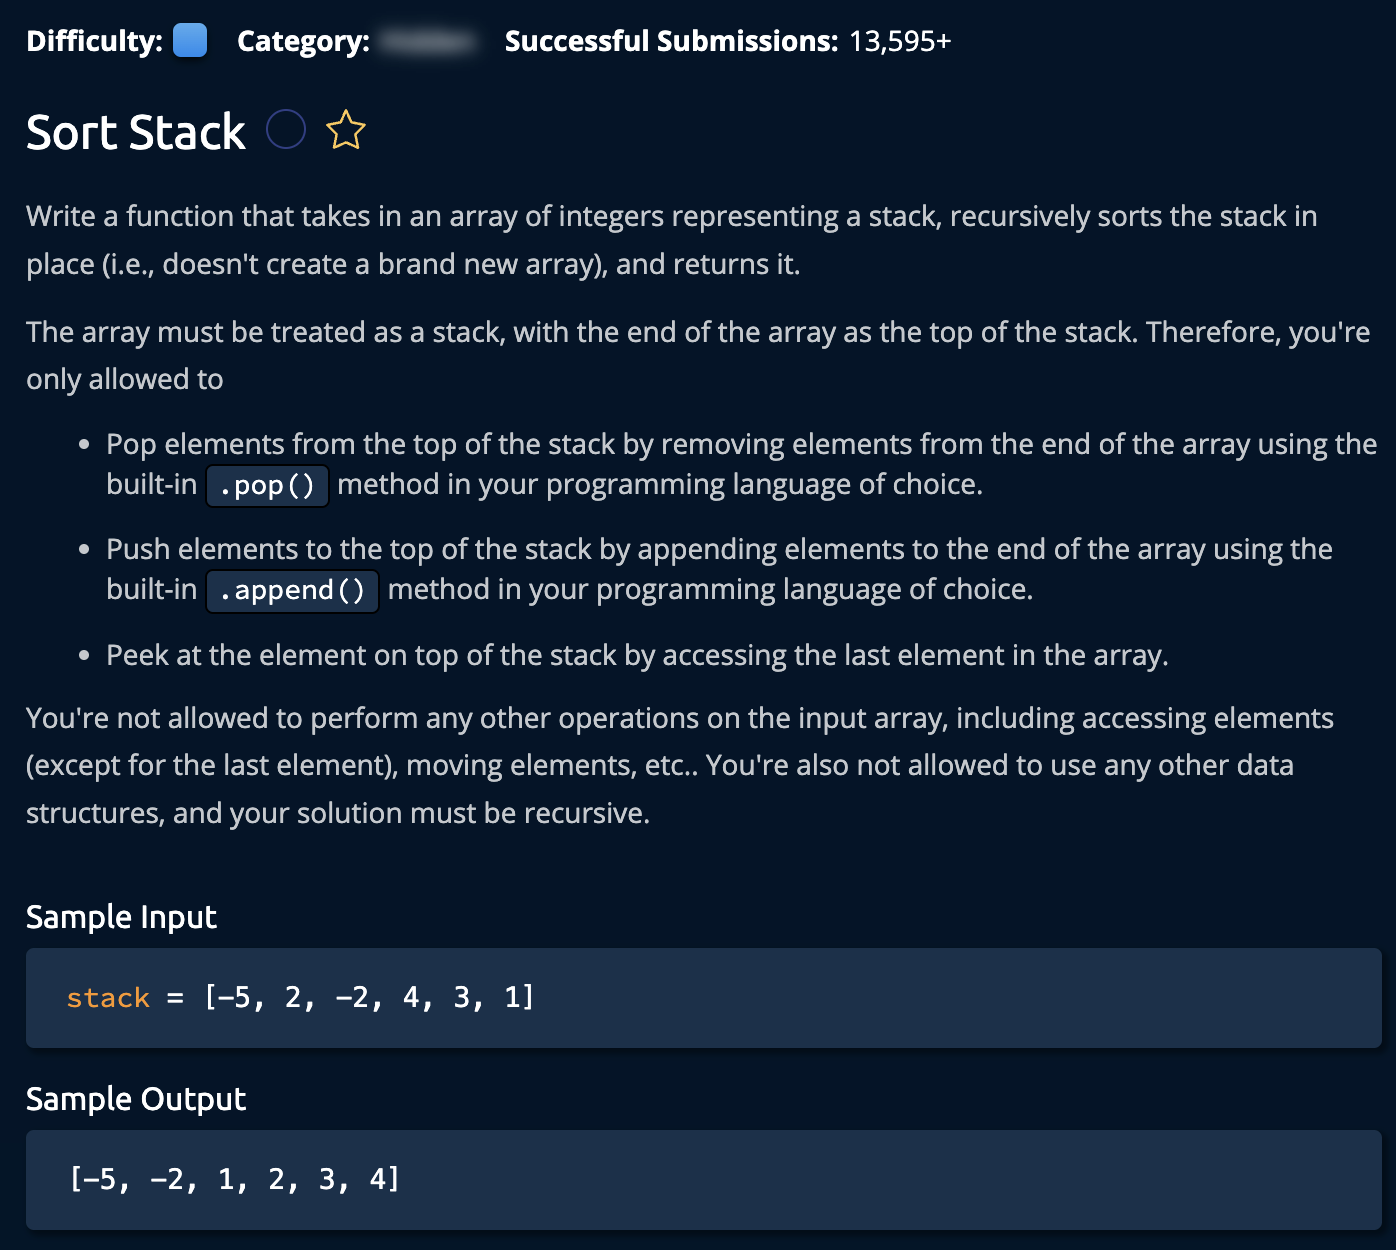 Difficulty: Category: Successful Submissions: 13,595+
Sort Stack
Write a function that takes in an array of integers representing a stack, recursively sorts the stack in
place (i.e., doesn't create a brand new array), and returns it.
The array must be treated as a stack, with the end of the array as the top of the stack. Therefore, you're
only allowed to
• Pop elements from the top of the stack by removing elements from the end of the array using the
built-in .pop() method in your programming language of choice.
• Push elements to the top of the stack by appending elements to the end of the array using the
built-in .append() method in your programming language of choice.
• Peek at the element on top of the stack by accessing the last element in the array.
You're not allowed to perform any other operations on the input array, including accessing elements
(except for the last element), moving elements, etc.. You're also not allowed to use any other data
structures, and your solution must be recursive.
Sample Input
stack = [-5, 2, -2, 4, 3, 1]
Sample Output
[-5, -2, 1, 2, 3, 4]